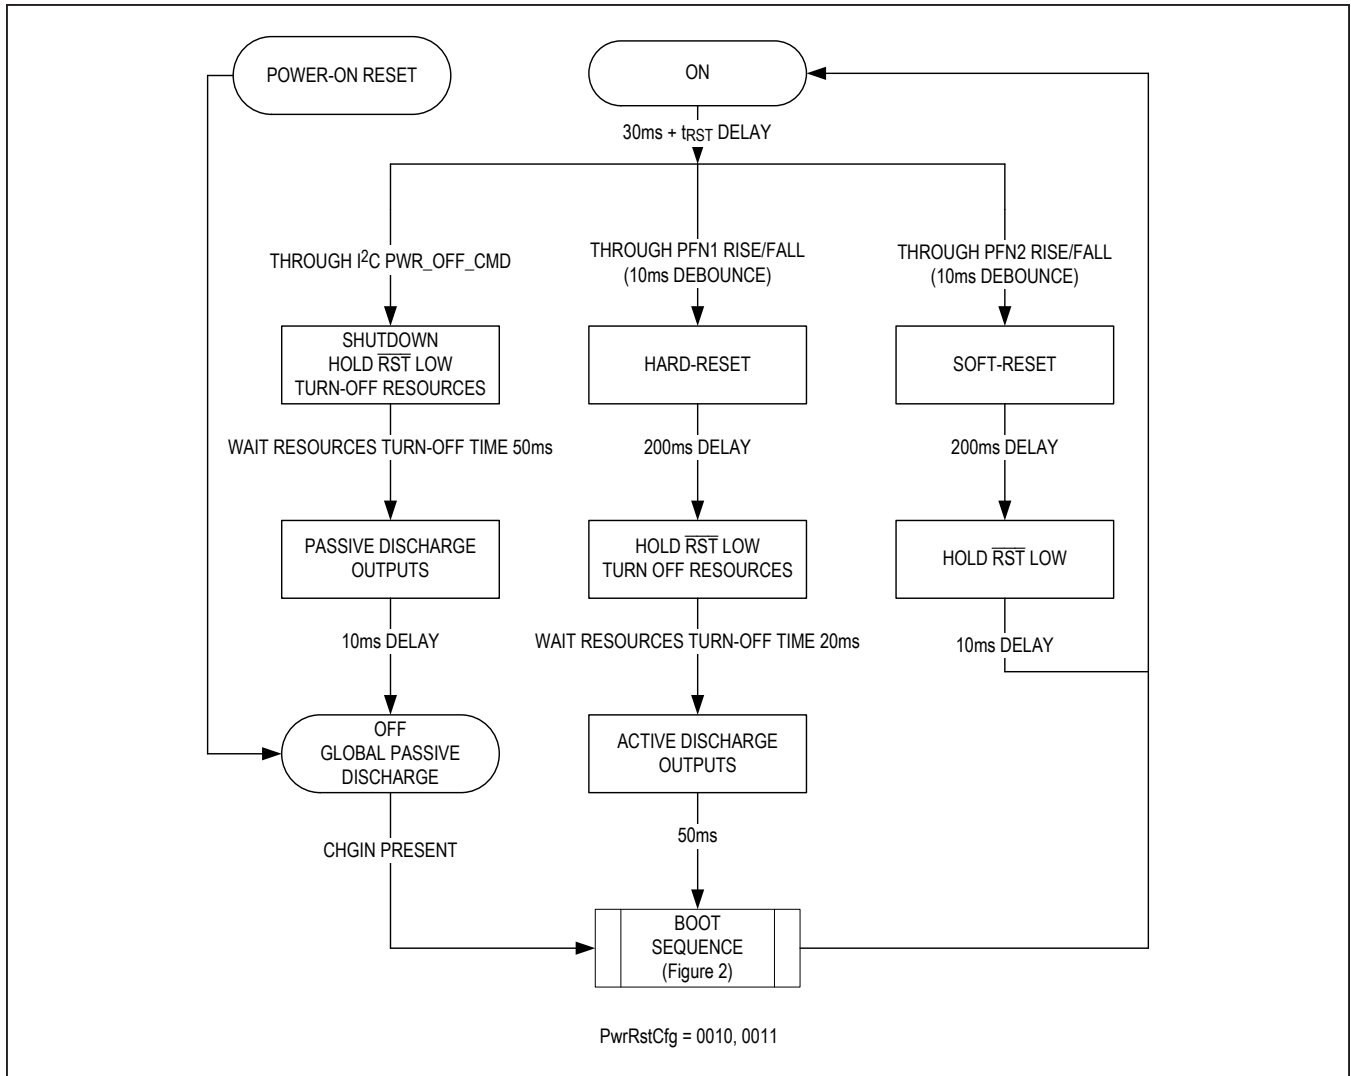 POWER-ON RESET
ON
30ms + tRST DELAY
THROUGH I2C PWR_OFF_CMD
THROUGH PFN1 RISE/FALL
(10ms DEBOUNCE)
THROUGH PFN2 RISE/FALL
(10ms DEBOUNCE)
SHUTDOWN
HOLD R̅S̅T̅ LOW
TURN-OFF RESOURCES
HARD-RESET
SOFT-RESET
WAIT RESOURCES TURN-OFF TIME 50ms
200ms DELAY
200ms DELAY
PASSIVE DISCHARGE
OUTPUTS
HOLD R̅S̅T̅ LOW
TURN OFF RESOURCES
HOLD R̅S̅T̅ LOW
10ms DELAY
WAIT RESOURCES TURN-OFF TIME 20ms
10ms DELAY
OFF
GLOBAL PASSIVE
DISCHARGE
ACTIVE DISCHARGE
OUTPUTS
CHGIN PRESENT
50ms
BOOT
SEQUENCE
(Figure 2)
PwrRstCfg = 0010, 0011